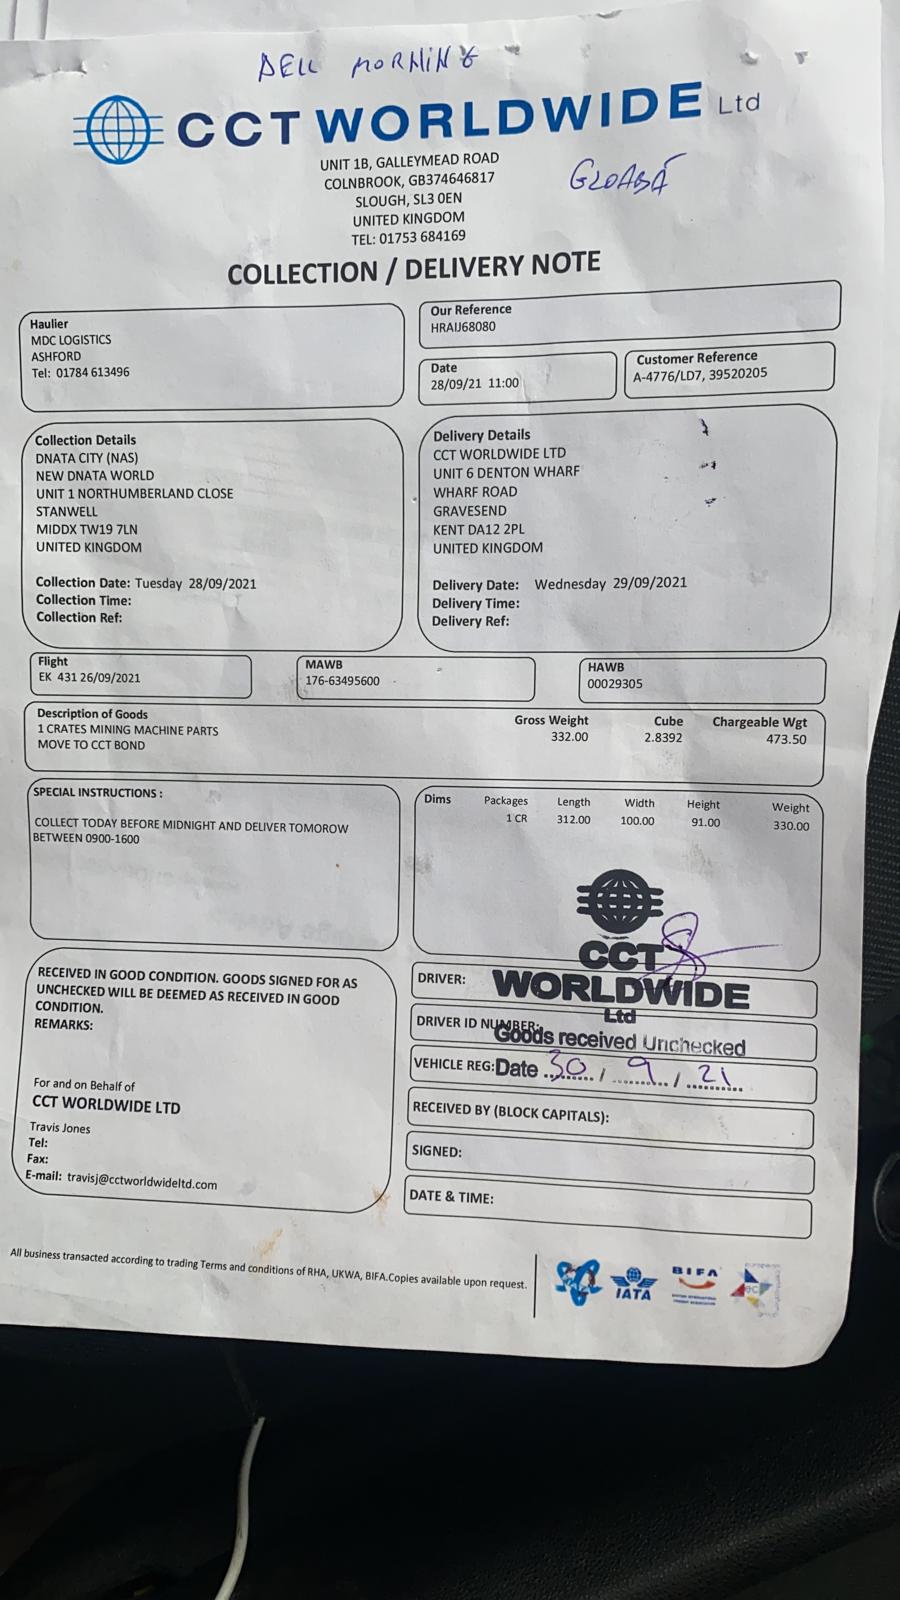 DELL MORNING
CCT WORLDWIDE Ltd
UNIT 1B, GALLEYMEAD ROAD
COLNBROOK, GB374646817
SLOUGH, SL3 0EN
UNITED KINGDOM
TEL: 01753 684169
COLLECTION / DELIVERY NOTE
Haulier
MDC LOGISTICS
ASHFORD
Tel: 01784 613496
Our Reference
HRAIJ68080
Date
28/09/21 11:00
Customer Reference
A-4776/LD7, 39520205
Collection Details
DNATA CITY (NAS)
NEW DNATA WORLD
UNIT 1 NORTHUMBERLAND CLOSE
STANWELL
MIDDX TW19 7LN
UNITED KINGDOM
Collection Date: Tuesday 28/09/2021
Collection Time:
Collection Ref:
Delivery Details
CCT WORLDWIDE LTD
UNIT 6 DENTON WHARF
WHARF ROAD
GRAVESEND
KENT DA12 2PL
UNITED KINGDOM
Delivery Date: Wednesday 29/09/2021
Delivery Time:
Delivery Ref:
Flight
EK 431 26/09/2021
MAWB
176-63495600
HAWB
00029305
Description of Goods Gross Weight Cube Chargeable Wgt
1 CRATES MINING MACHINE PARTS 332.00 2.8392 473.50
MOVE TO CCT BOND
SPECIAL INSTRUCTIONS :
COLLECT TODAY BEFORE MIDNIGHT AND DELIVER TOMOROW
BETWEEN 0900-1600
Dims Packages Length Width Height Weight
1 CR 312.00 100.00 91.00 330.00
RECEIVED IN GOOD CONDITION. GOODS SIGNED FOR AS
UNCHECKED WILL BE DEEMED AS RECEIVED IN GOOD
CONDITION.
REMARKS:
For and on Behalf of
CCT WORLDWIDE LTD
Travis Jones
Tel:
Fax:
E-mail: travisj@cctworldwideltd.com
CCT
WORLDWIDE
Ltd
Goods received Unchecked
Date 30 / 9 / 21
DRIVER:
DRIVER ID NUMBER:
VEHICLE REG:
RECEIVED BY (BLOCK CAPITALS):
SIGNED:
DATE & TIME:
All business transacted according to trading Terms and conditions of RHA, UKWA, BIFA.Copies available upon request.
IATA
BIFA